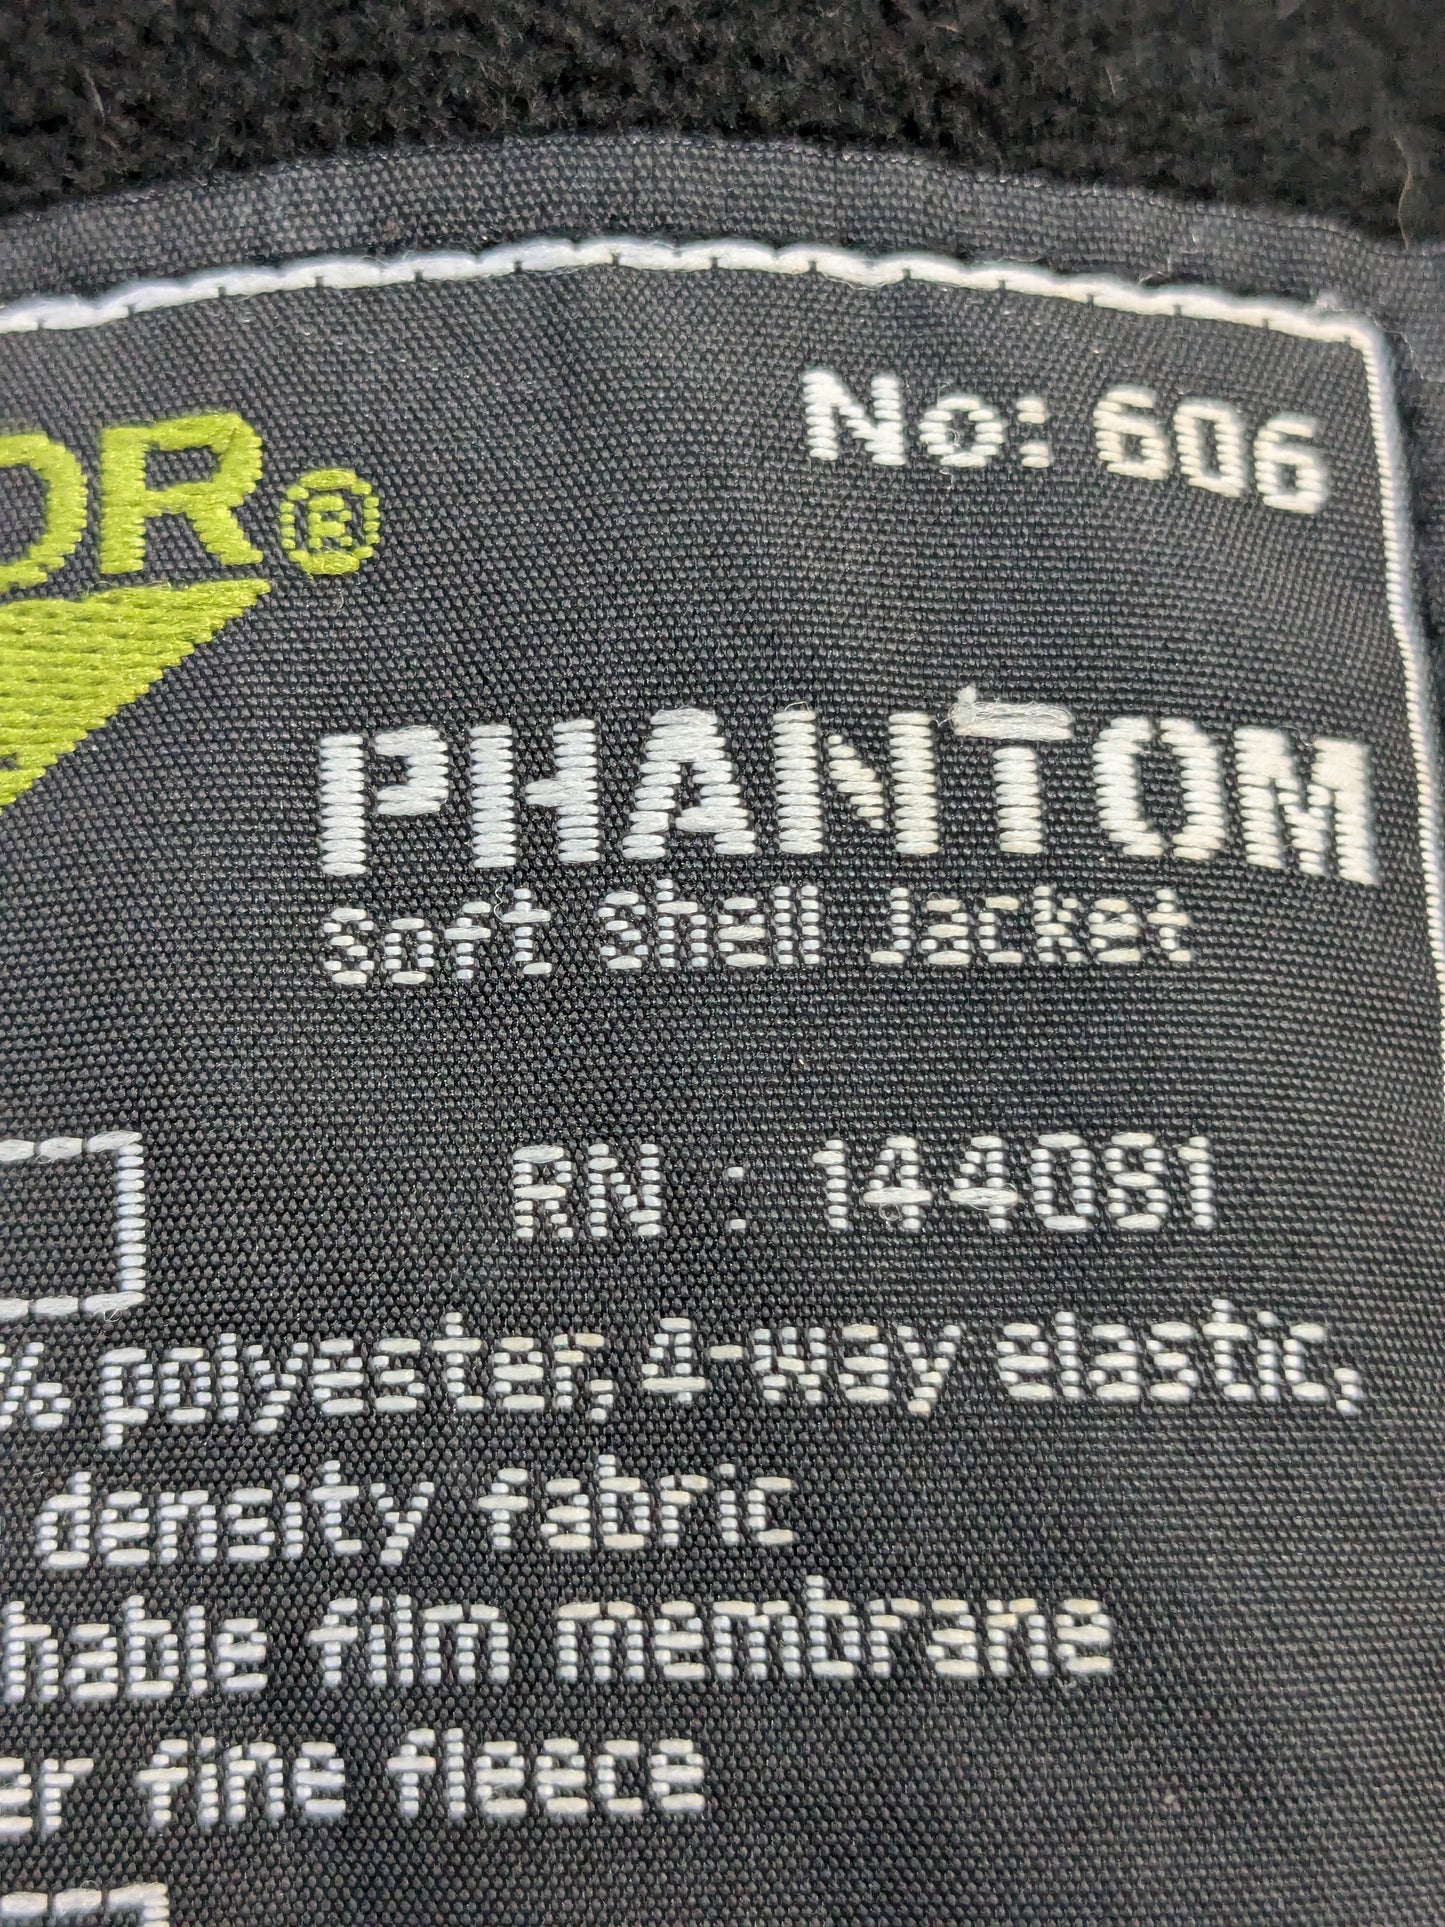 No: 606
OR®
PHANTOM
Soft Shell Jacket
RN : 144081
% polyester, 4-way elastic,
density fabric
hable film membrane
er fine fleece